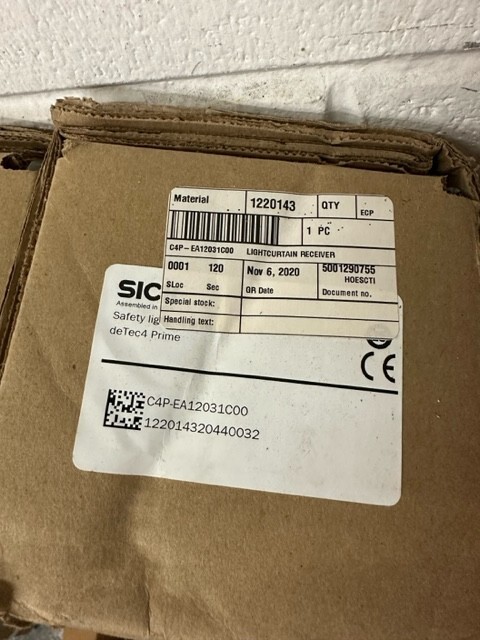 Material 1220143 QTY ECP
1 PC
C4P-EA12031C00 LIGHTCURTAIN RECEIVER
0001 120 Nov 6, 2020 5001290755
HOESCTI
SLoc Sec GR Date Document no.
Special stock:
Handling text:
SIC
Assembled in
Safety lig
deTec4 Prime
CE
C4P-EA12031C00
122014320440032